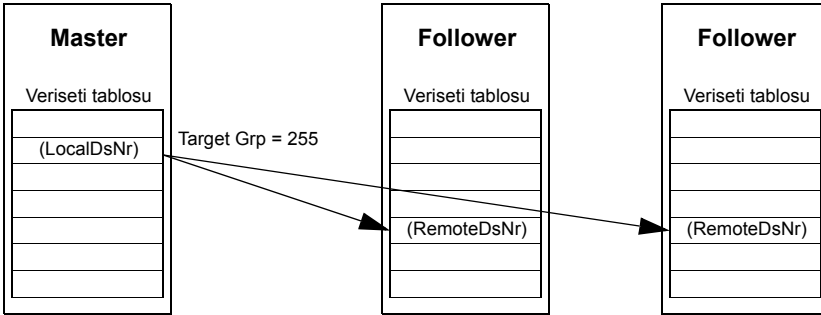 Master
Follower
Follower
Veriseti tablosu
Veriseti tablosu
Veriseti tablosu
(LocalDsNr)
Target Grp = 255
(RemoteDsNr)
(RemoteDsNr)